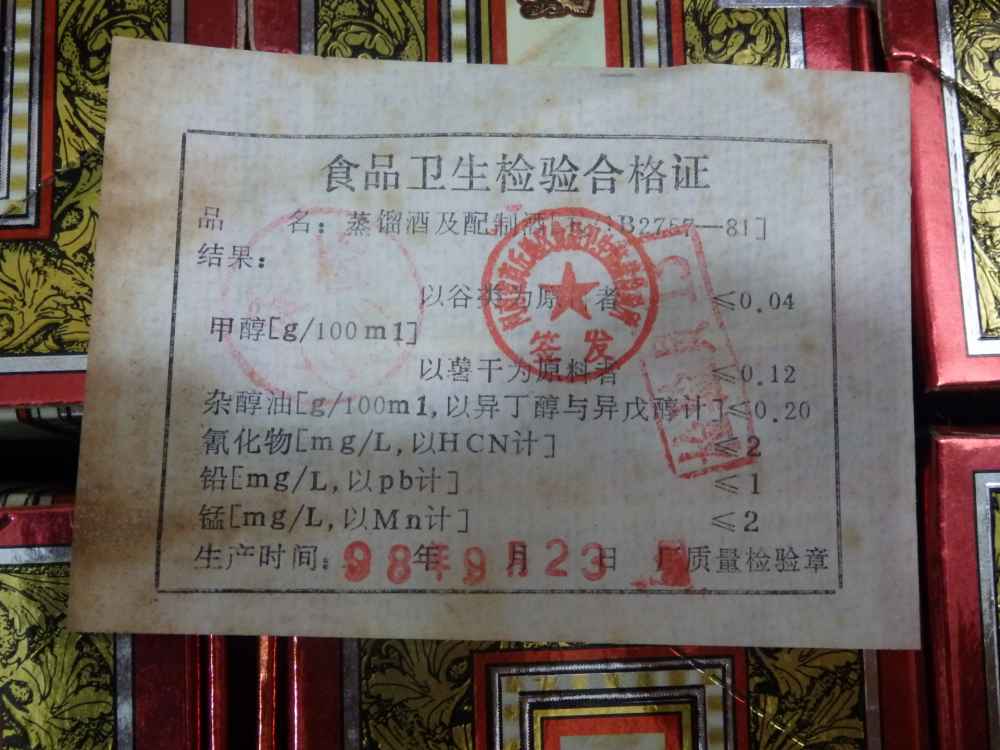 食品卫生检验合格证
品 名：蒸馏酒及配制酒 B2757—81]
结果：
以谷类为原 者 ≤0.04
甲醇[g/100ml]
以薯干为原料者 ≤0.12
杂醇油[g/100ml,以异丁醇与异戊醇计]≤0.20
氰化物[mg/L,以HCN计] ≤2
铅[mg/L,以pb计] ≤1
锰[mg/L,以Mn计] ≤2
生产时间：98年9月23日 厂质量检验章
签发